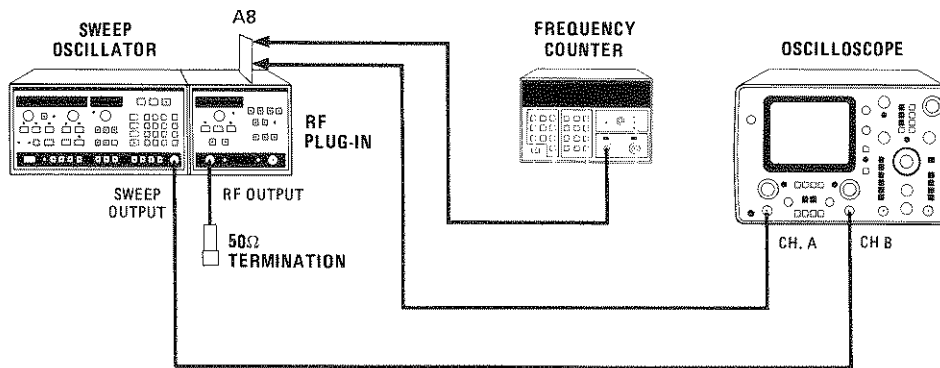 A8
SWEEP
OSCILLATOR
FREQUENCY
COUNTER
OSCILLOSCOPE
RF
PLUG-IN
SWEEP
OUTPUT
RF OUTPUT
50Ω
TERMINATION
CH. A
CH B